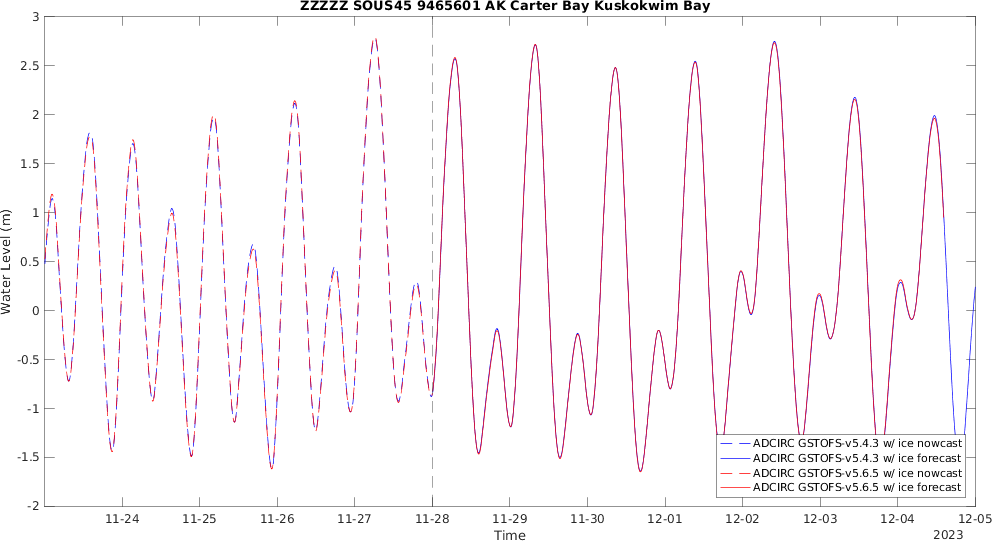 ZZZZZ SOUS45 9465601 AK Carter Bay Kuskokwim Bay
3
2.5
2
1.5
1
0.5
0
-0.5
-1
-1.5
-2
Water Level (m)
ADCIRC GSTOFS-v5.4.3 w/ ice nowcast
ADCIRC GSTOFS-v5.4.3 w/ ice forecast
ADCIRC GSTOFS-v5.6.5 w/ ice nowcast
ADCIRC GSTOFS-v5.6.5 w/ ice forecast
11-24 11-25 11-26 11-27 11-28 11-29 11-30 12-01 12-02 12-03 12-04 12-05
Time
2023